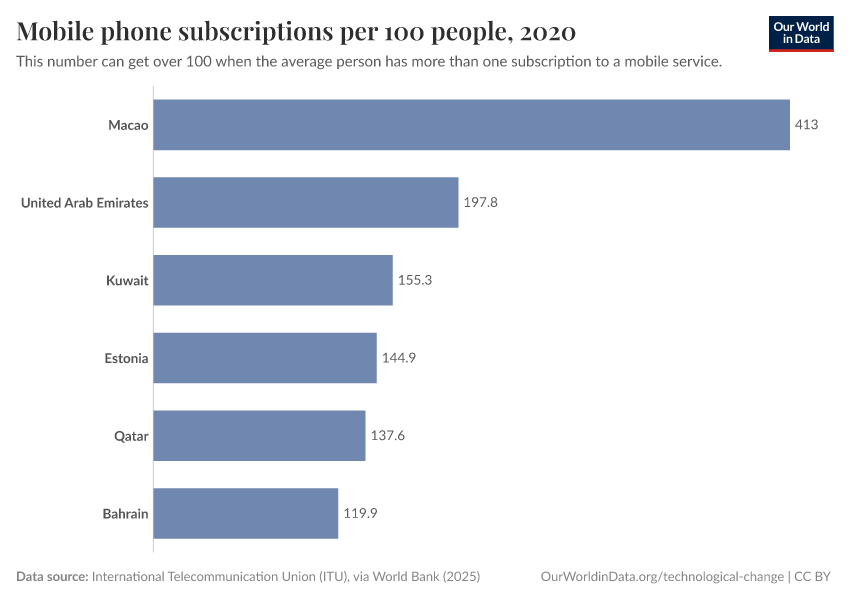 Mobile phone subscriptions per 100 people, 2020
Our World
in Data
This number can get over 100 when the average person has more than one subscription to a mobile service.
Macao 413
United Arab Emirates 197.8
Kuwait 155.3
Estonia 144.9
Qatar 137.6
Bahrain 119.9
Data source: International Telecommunication Union (ITU), via World Bank (2025) OurWorldinData.org/technological-change | CC BY